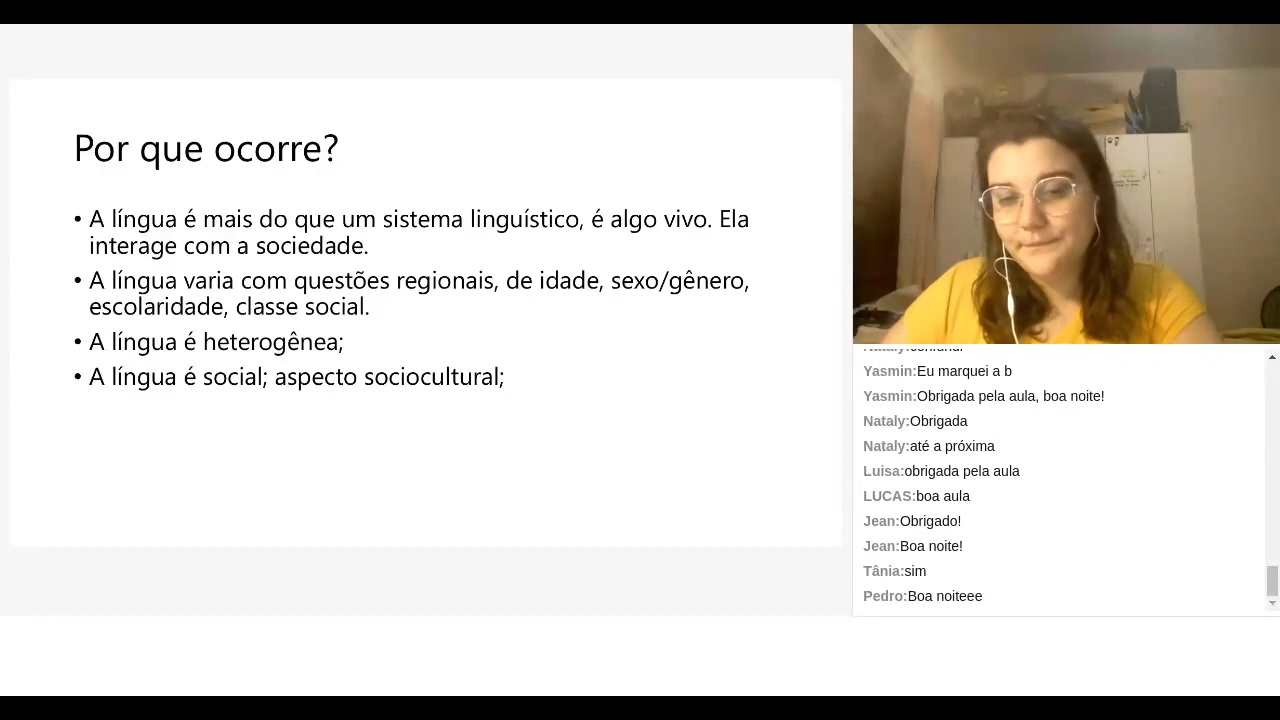 Por que ocorre?
• A língua é mais do que um sistema linguístico, é algo vivo. Ela
interage com a sociedade.
• A língua varia com questões regionais, de idade, sexo/gênero,
escolaridade, classe social.
• A língua é heterogênea;
• A língua é social; aspecto sociocultural;
Yasmin:Eu marquei a b
Yasmin:Obrigada pela aula, boa noite!
Nataly:Obrigada
Nataly:até a próxima
Luisa:obrigada pela aula
LUCAS:boa aula
Jean:Obrigado!
Jean:Boa noite!
Tânia:sim
Pedro:Boa noiteee